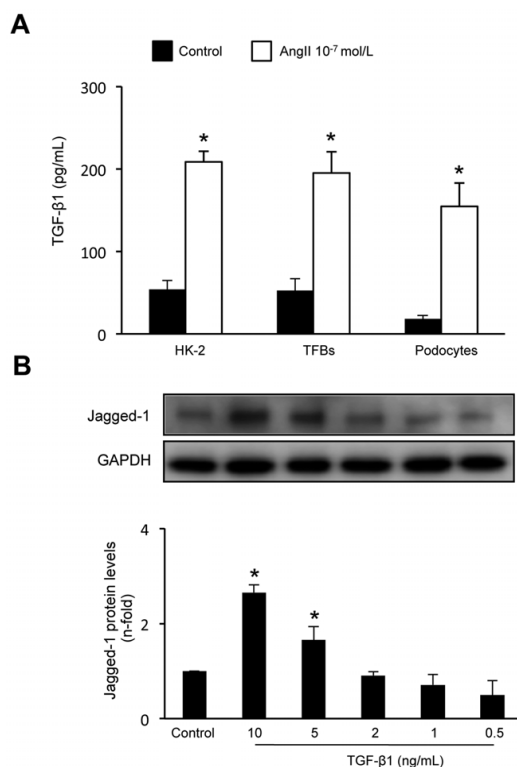 A
Control AngII 10⁻⁷ mol/L
TGF-β1 (pg/mL)
300
200
100
0
* * *
HK-2 TFBs Podocytes
B
Jagged-1
GAPDH
Jagged-1 protein levels
(n-fold)
4
2
0
* *
Control 10 5 2 1 0.5
TGF-β1 (ng/mL)